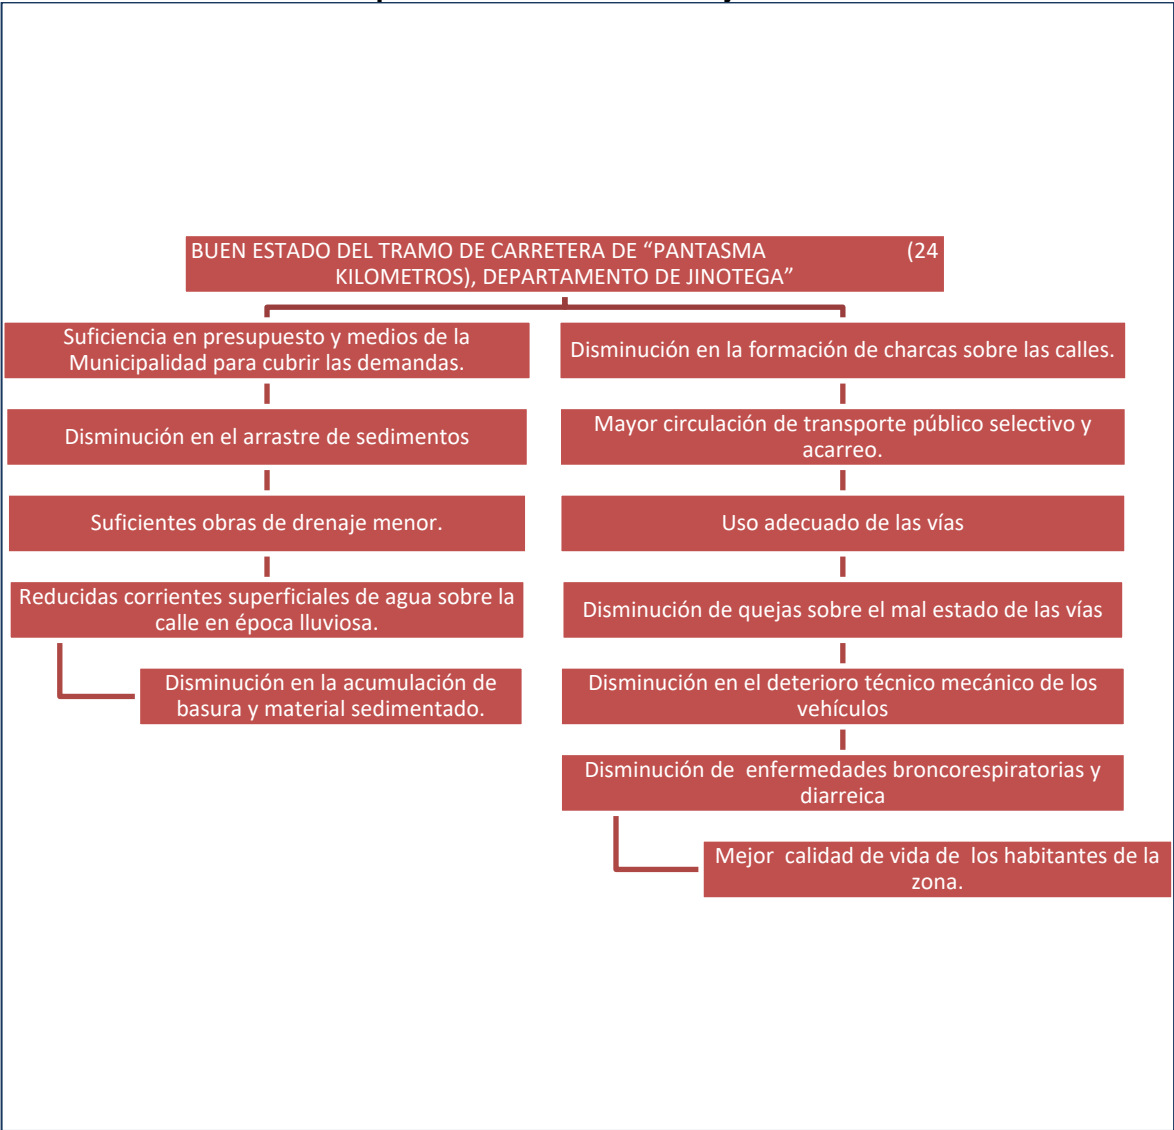 BUEN ESTADO DEL TRAMO DE CARRETERA DE “PANTASMA (24
KILOMETROS), DEPARTAMENTO DE JINOTEGA”
Suficiencia en presupuesto y medios de la
Municipalidad para cubrir las demandas.
Disminución en el arrastre de sedimentos
Suficientes obras de drenaje menor.
Reducidas corrientes superficiales de agua sobre la
calle en época lluviosa.
Disminución en la acumulación de
basura y material sedimentado.
Disminución en la formación de charcas sobre las calles.
Mayor circulación de transporte público selectivo y
acarreo.
Uso adecuado de las vías
Disminución de quejas sobre el mal estado de las vías
Disminución en el deterioro técnico mecánico de los
vehículos
Disminución de  enfermedades broncorespiratorias y
diarreica
Mejor  calidad de vida de  los habitantes de la
zona.